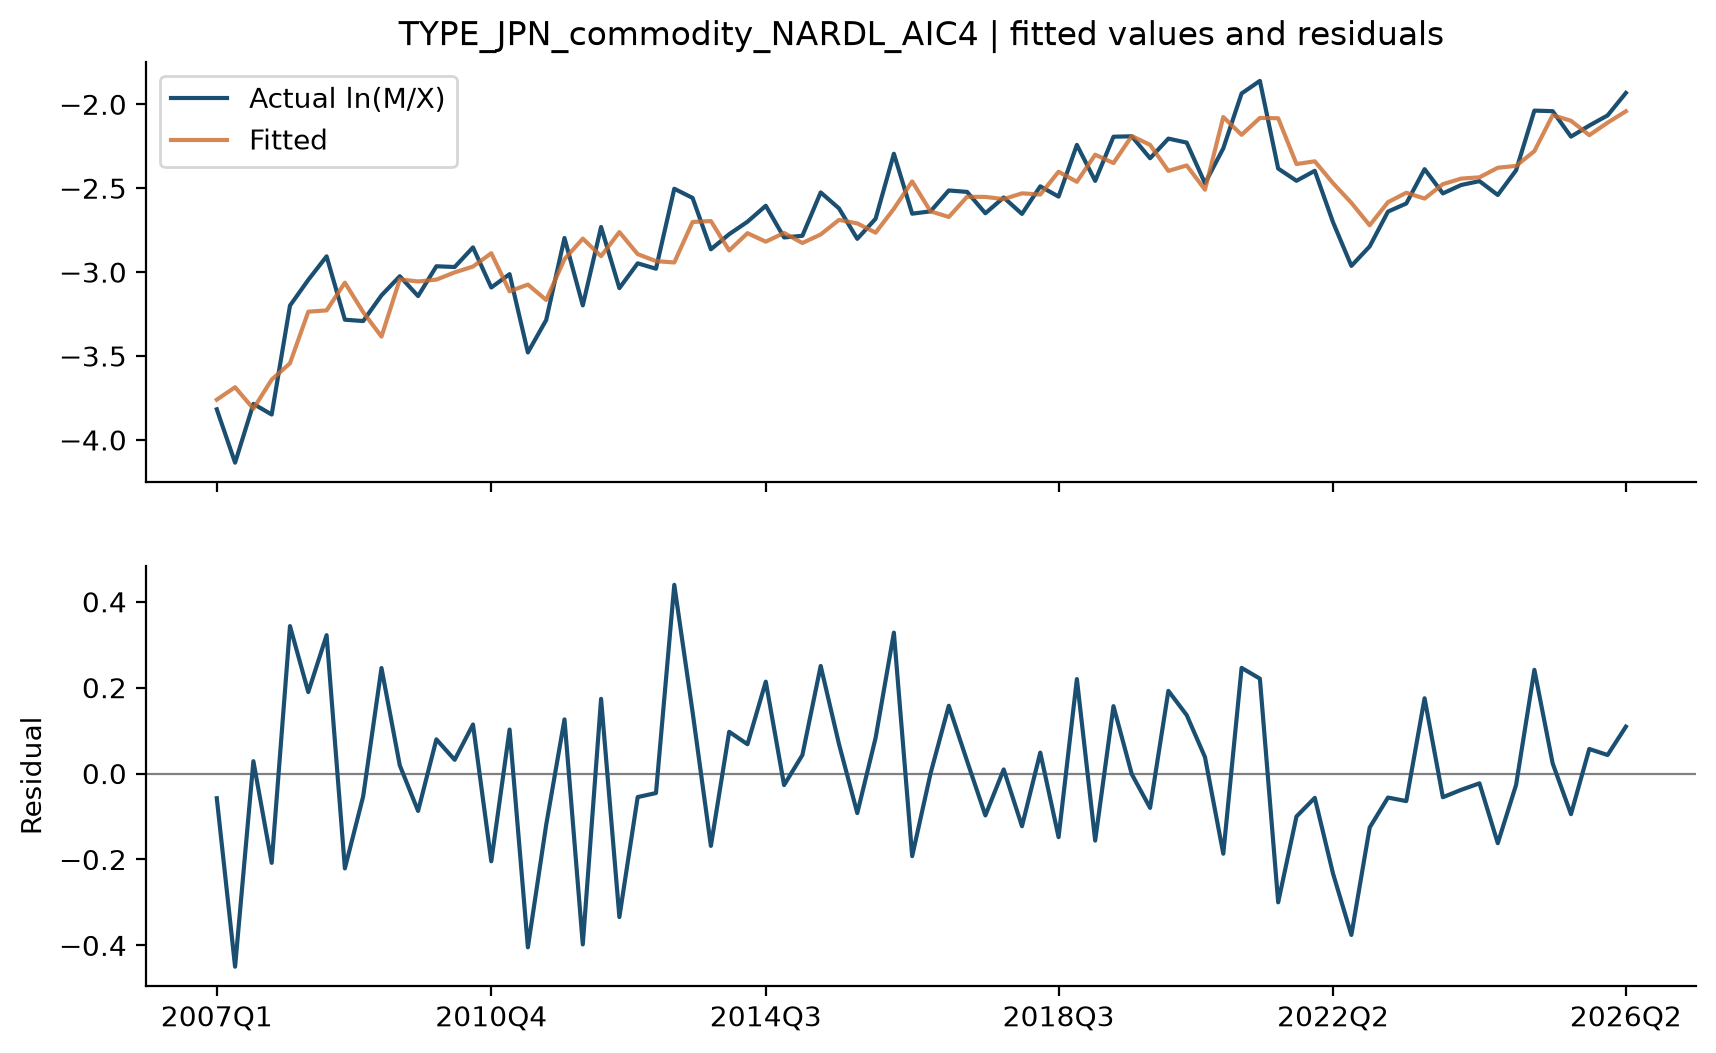 TYPE_JPN_commodity_NARDL_AIC4 | fitted values and residuals
Actual ln(M/X)
Fitted
−2.0
−2.5
−3.0
−3.5
−4.0
Residual
0.4
0.2
0.0
−0.2
−0.4
2007Q1 2010Q4 2014Q3 2018Q3 2022Q2 2026Q2